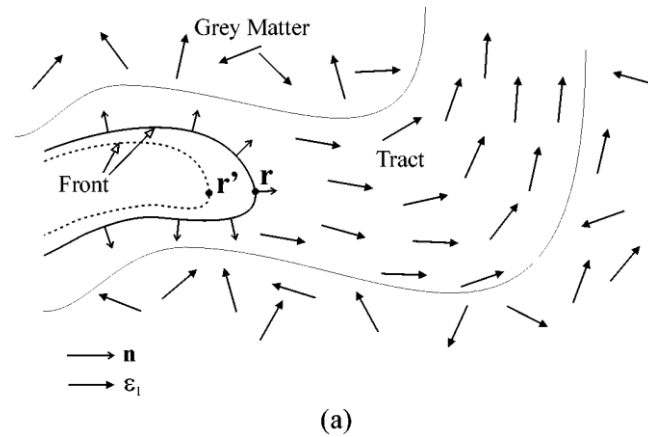 Grey Matter
Tract
Front
r’
r
n
ε₁
(a)